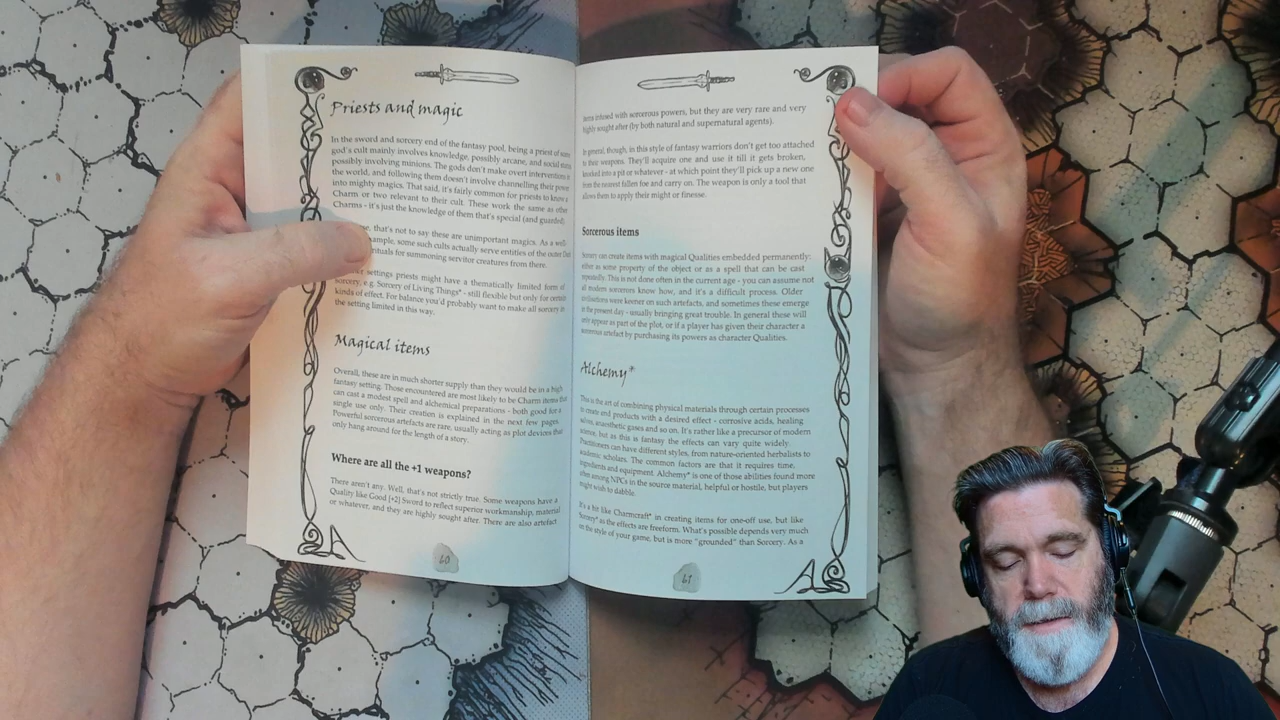 Priests and magic
In the sword and sorcery end of the fantasy pool, being a priest of some
god's cult mainly involves knowledge, possibly arcane, and social status
possibly involving minions. The gods don't make overt interventions in
the world, and following them doesn't involve channelling their power
into mighty magics. That said, it's fairly common for priests to know a
Charm or two relevant to their cult. These work the same as other
Charms - it's just the knowledge of them that's special (and guarded).
that's not to say these are unimportant magics. As a well-
some such cults actually serve entities of the outer
rituals for summoning servitor creatures from there.
settings priests might have a thematically limited form of
sorcery, e.g. Sorcery of Living Things* - still flexible but only for certain
kinds of effect. For balance you'd probably want to make all sorcery in
the setting limited in this way.
Magical items
Overall, these are in much shorter supply than they would be in a high
fantasy setting. Those encountered are most likely to be Charm items that
can cast a modest spell and alchemical preparations - both good for a
single use only. Their creation is explained in the next few pages.
Powerful sorcerous artefacts are rare, usually acting as plot devices that
only hang around for the length of a story.
Where are all the +1 weapons?
There aren't any. Well, that's not strictly true. Some weapons have a
Quality like Good [+2] Sword to reflect superior workmanship, material
or whatever, and they are highly sought after. There are also artefact
60
items infused with sorcerous powers, but they are very rare and very
highly sought after (by both natural and supernatural agents).
In general, though, in this style of fantasy warriors don't get too attached
to their weapons. They'll acquire one and use it till it gets broken,
knocked into a pit or whatever - at which point they'll pick up a new one
from the nearest fallen foe and carry on. The weapon is only a tool that
allows them to apply their might or finesse.
Sorcerous items
Sorcery can create items with magical Qualities embedded permanently:
either as some property of the object or as a spell that can be cast
repeatedly. This is not done often in the current age - you can assume not
all modern sorcerers know how, and it's a difficult process. Older
civilisations were keener on such artefacts, and sometimes these emerge
in the present day - usually bringing great trouble. In general these will
only appear as part of the plot, or if a player has given their character a
sorcerous artefact by purchasing its powers as character Qualities.
Alchemy*
This is the art of combining physical materials through certain processes
to create end products with a desired effect - corrosive acids, healing
salves, anaesthetic gases and so on. It's rather like a precursor of modern
science, but as this is fantasy the effects can vary quite widely.
Practitioners can have different styles, from nature-oriented herbalists to
academic scholars. The common factors are that it requires time,
ingredients and equipment. Alchemy* is one of those abilities found more
often among NPCs in the source material, helpful or hostile, but players
might wish to dabble.
It's a bit like Charmcraft* in creating items for one-off use, but like
Sorcery* as the effects are freeform. What's possible depends very much
on the style of your game, but is more "grounded" than Sorcery. As a
61